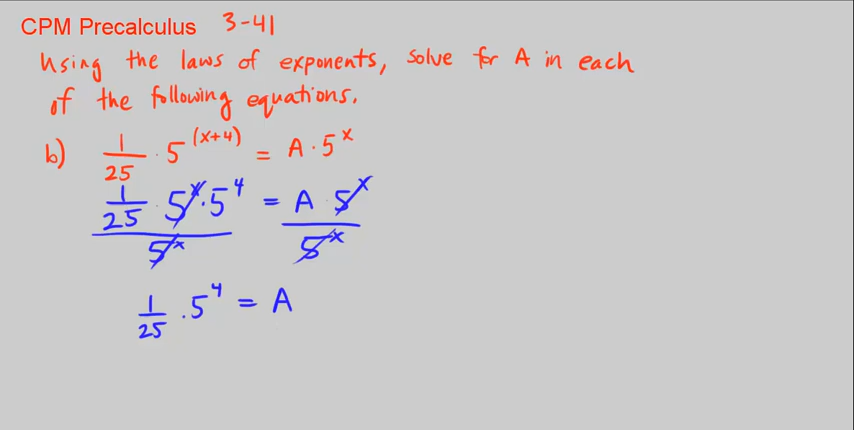 CPM Precalculus 3-41
Using the laws of exponents, solve for A in each
of the following equations.
b) 1/25 · 5^(x+4) = A · 5^x
(1/25 · 5^x · 5^4)/5^x = (A · 5^x)/5^x
1/25 · 5^4 = A